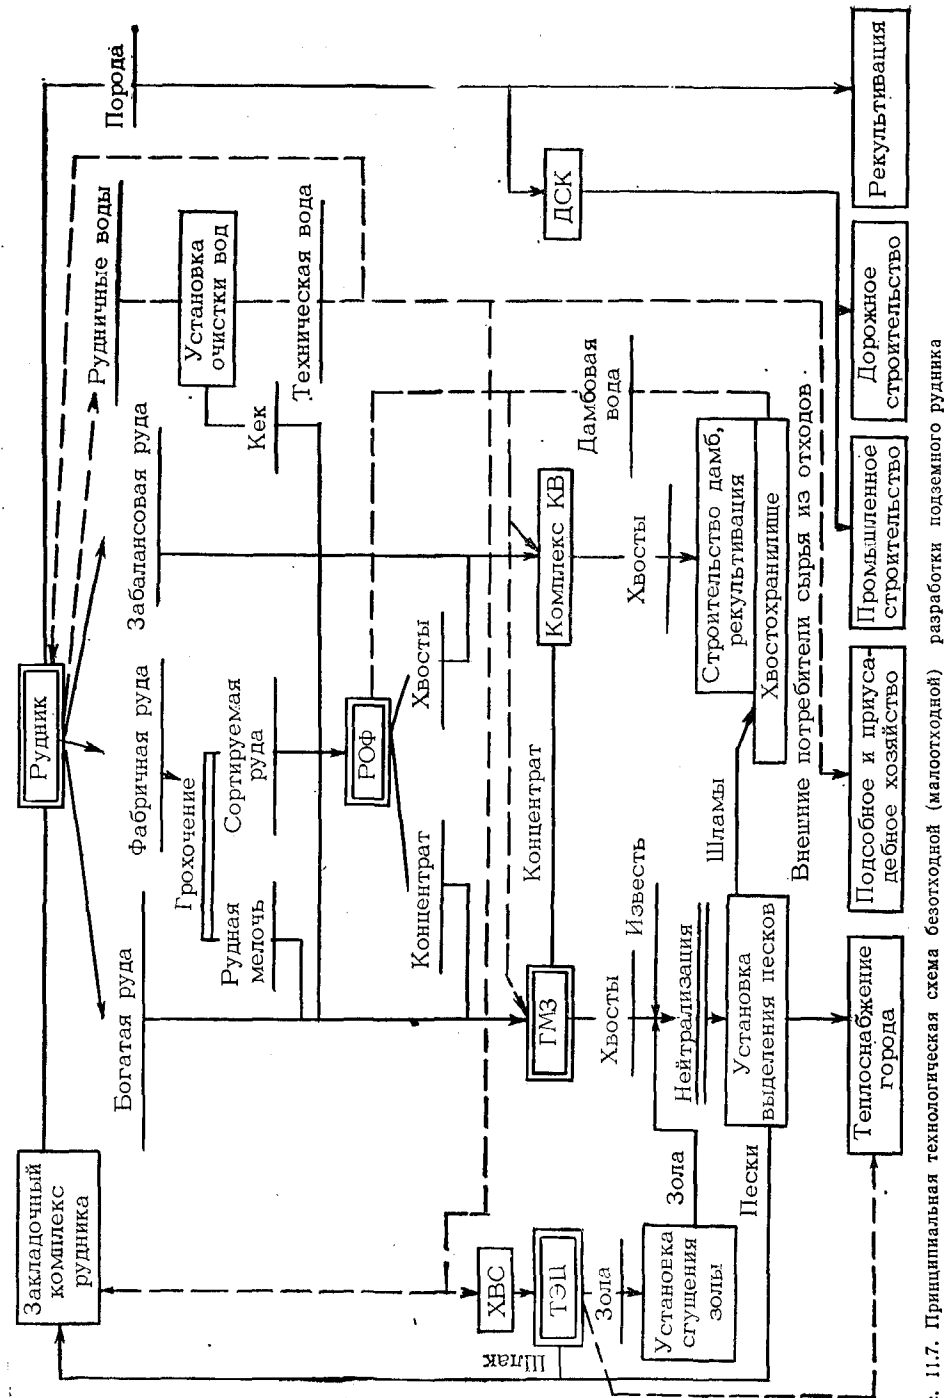 Закладочный
комплекс
рудника
Рудник
Порода
Богатая руда
Фабричная руда
Забалансовая руда
Рудничные воды
Грохочение
Рудная
мелочь
Сортируемая
руда
Кек
Установка
очистки вод
Техническая вода
РОФ
Концентрат
Хвосты
ХВС
ТЭЦ
Шлак
Зола
Установка
сгущения
золы
Зола
Пески
ГМЗ
Концентрат
Комплекс КВ
ДСК
Хвосты
Известь
Нейтрализация
Установка
выделения песков
Шламы
Хвосты
Дамбовая
вода
Строительство дамб,
рекультивация
Хвостохранилище
Внешние потребители сырья из отходов
Теплоснабжение
города
Подсобное и приуса-
дебное хозяйство
Промышленное
строительство
Дорожное
строительство
Рекультивация
. 11.7. Принципиальная технологическая схема безотходной (малоотходной) разработки подземного рудника